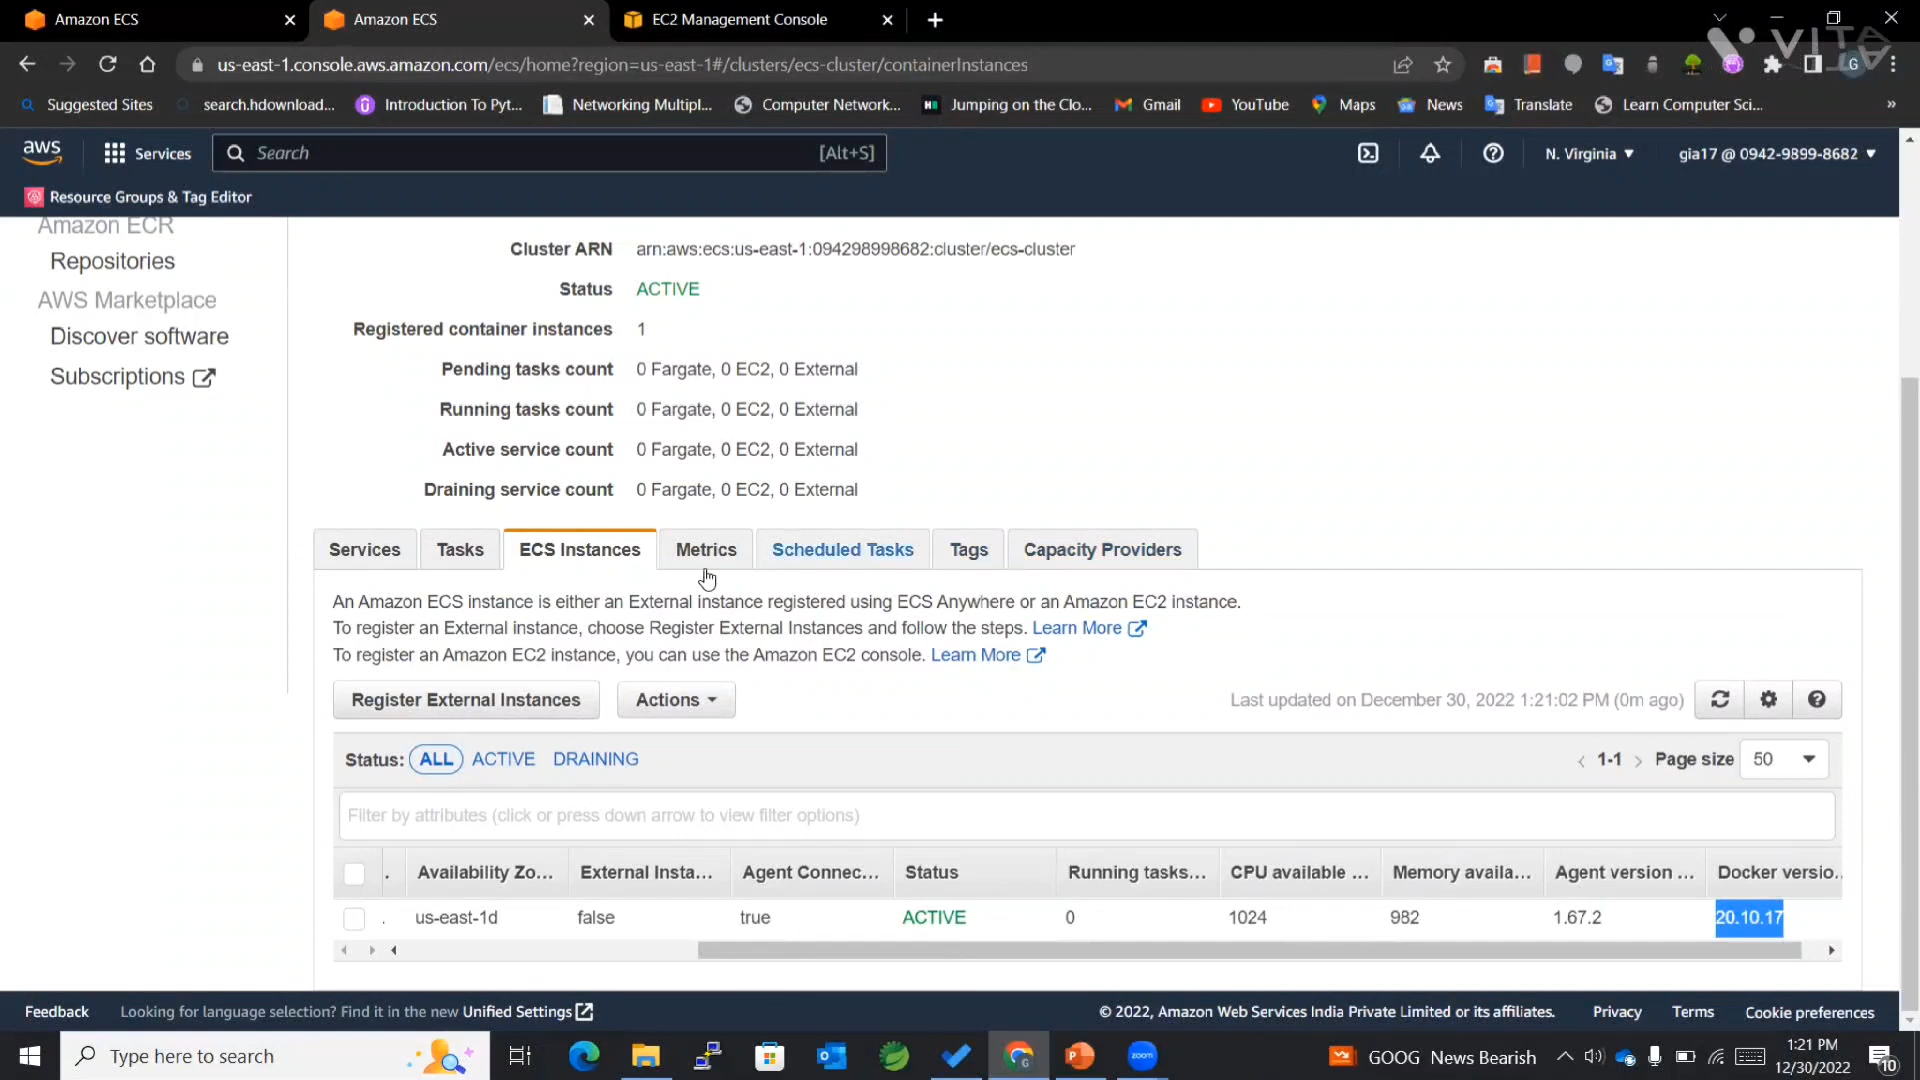 Amazon ECS
Amazon ECS
EC2 Management Console
VITA
us-east-1.console.aws.amazon.com/ecs/home?region=us-east-1#/clusters/ecs-cluster/containerInstances
G
Suggested Sites
search.hdownload...
Introduction To Pyt...
Networking Multipl...
Computer Network...
Jumping on the Clo...
Gmail
YouTube
Maps
News
Translate
Learn Computer Sci...
»
aws
Services
Search
[Alt+S]
N. Virginia
gia17 @ 0942-9899-8682
Resource Groups & Tag Editor
Amazon ECR
Repositories
AWS Marketplace
Discover software
Subscriptions
Cluster ARN arn:aws:ecs:us-east-1:094298998682:cluster/ecs-cluster
Status ACTIVE
Registered container instances 1
Pending tasks count 0 Fargate, 0 EC2, 0 External
Running tasks count 0 Fargate, 0 EC2, 0 External
Active service count 0 Fargate, 0 EC2, 0 External
Draining service count 0 Fargate, 0 EC2, 0 External
Services
Tasks
ECS Instances
Metrics
Scheduled Tasks
Tags
Capacity Providers
An Amazon ECS instance is either an External instance registered using ECS Anywhere or an Amazon EC2 instance.
To register an External instance, choose Register External Instances and follow the steps. Learn More
To register an Amazon EC2 instance, you can use the Amazon EC2 console. Learn More
Register External Instances
Actions
Last updated on December 30, 2022 1:21:02 PM (0m ago)
Status: ALL ACTIVE DRAINING
1-1 Page size 50
Filter by attributes (click or press down arrow to view filter options)
. Availability Zo... External Insta... Agent Connec... Status Running tasks... CPU available ... Memory availa... Agent version ... Docker versio..
. us-east-1d false true ACTIVE 0 1024 982 1.67.2 20.10.17
Feedback
Looking for language selection? Find it in the new Unified Settings
© 2022, Amazon Web Services India Private Limited or its affiliates.
Privacy
Terms
Cookie preferences
Type here to search
zoom
GOOG News Bearish
1:21 PM
12/30/2022
10